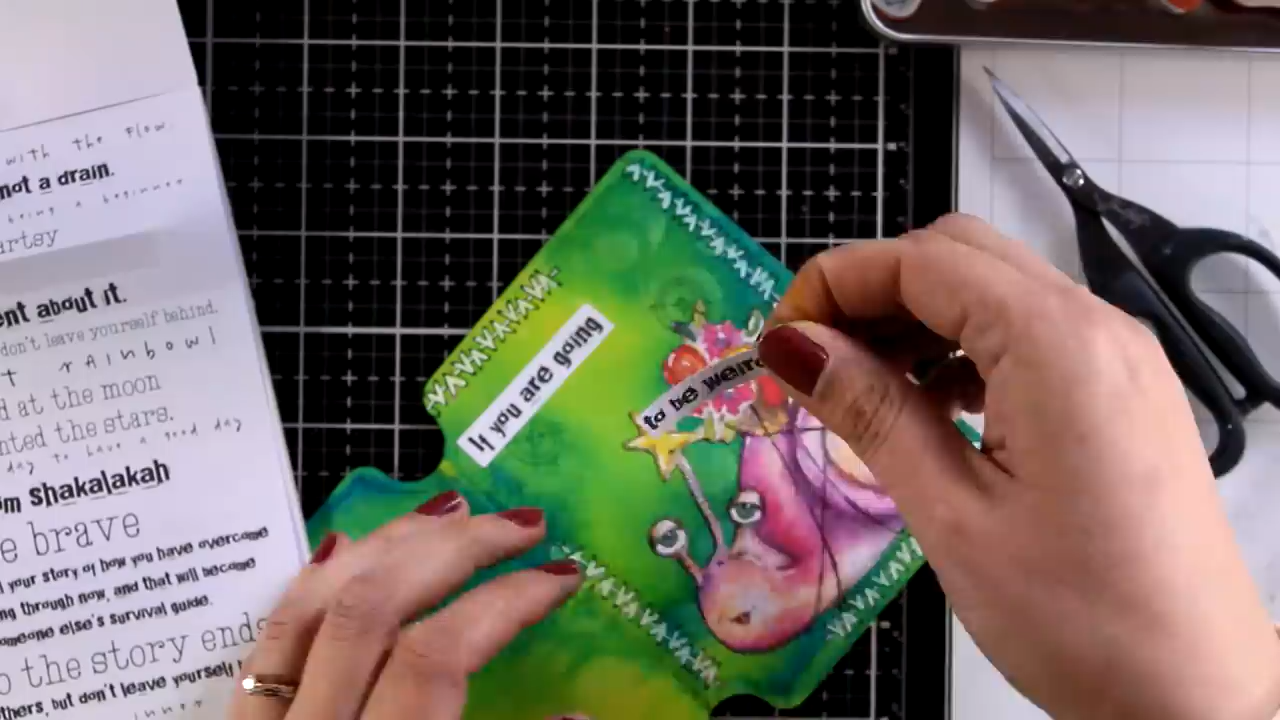 with the flow.
not a drain.
being a beginner
artsy
ent about it.
don't leave yourself behind.
t rainbow!
d at the moon
nted the stars.
day to have a good day
m Shakalakah
e brave
your story of how you have overcome
ng through now, and that will become
omeone else's survival guide.
o the story ends
thers, but don't leave yourself
If you are going
to be weird